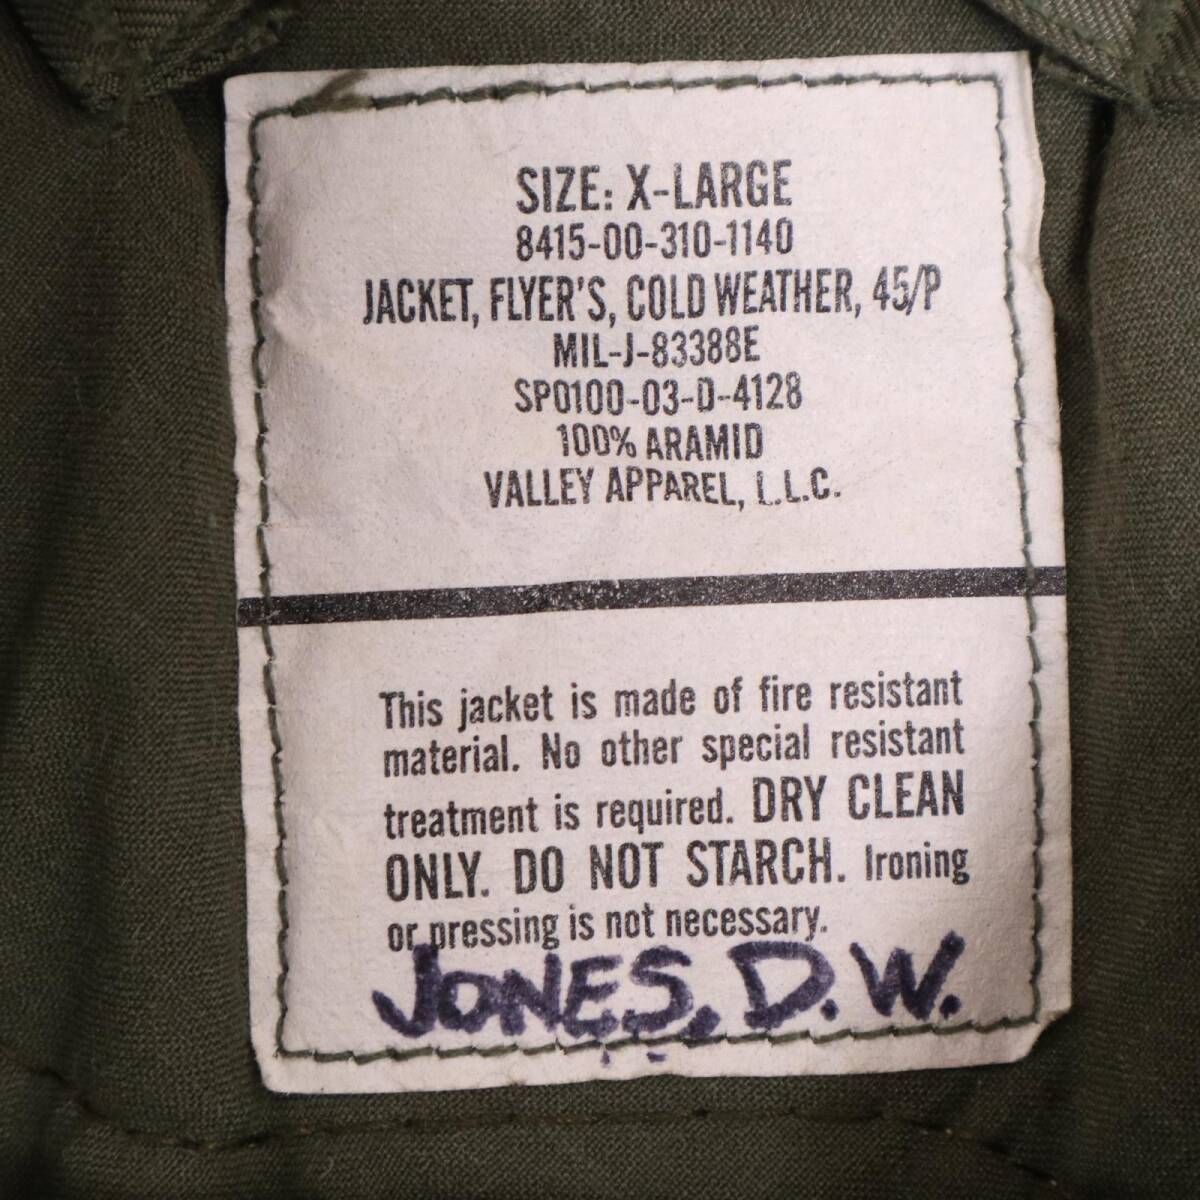 SIZE: X-LARGE
8415-00-310-1140
JACKET, FLYER'S, COLD WEATHER, 45/P
MIL-J-83388E
SP0100-03-D-4128
100% ARAMID
VALLEY APPAREL, L.L.C.
This jacket is made of fire resistant
material. No other special resistant
treatment is required. DRY CLEAN
ONLY. DO NOT STARCH. Ironing
or pressing is not necessary.
JONES, D.W.